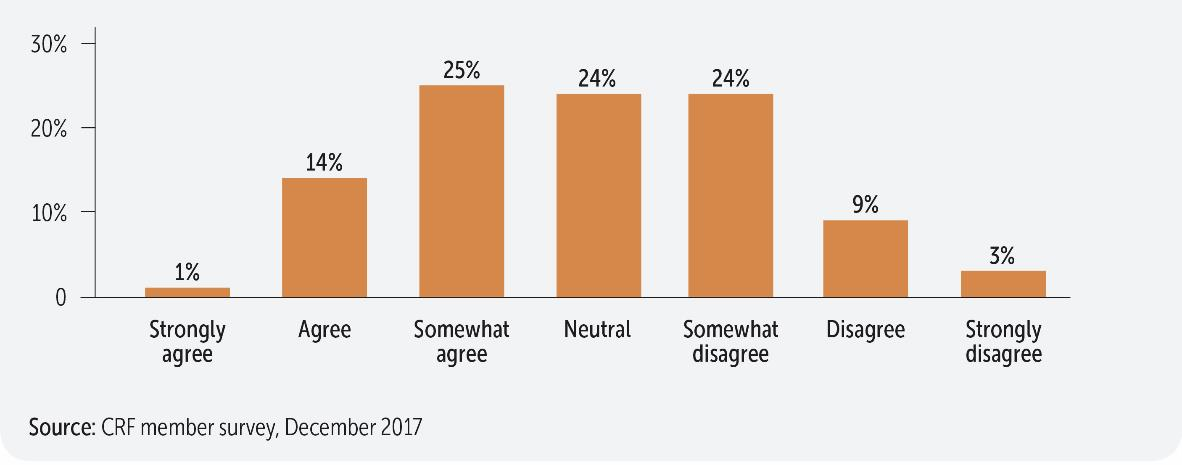 30%
20%
10%
0
1%
14%
25%
24%
24%
9%
3%
Strongly
agree
Agree
Somewhat
agree
Neutral
Somewhat
disagree
Disagree
Strongly
disagree
Source: CRF member survey, December 2017